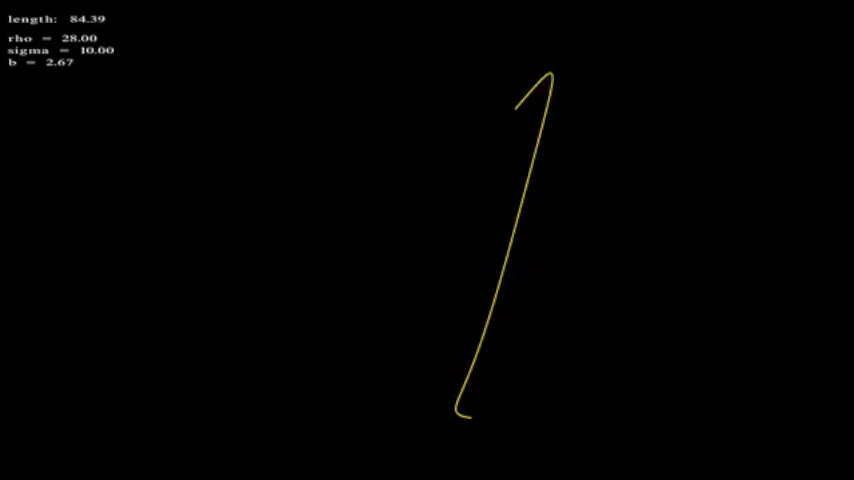 length: 84.39
rho = 28.00
sigma = 10.00
b = 2.67